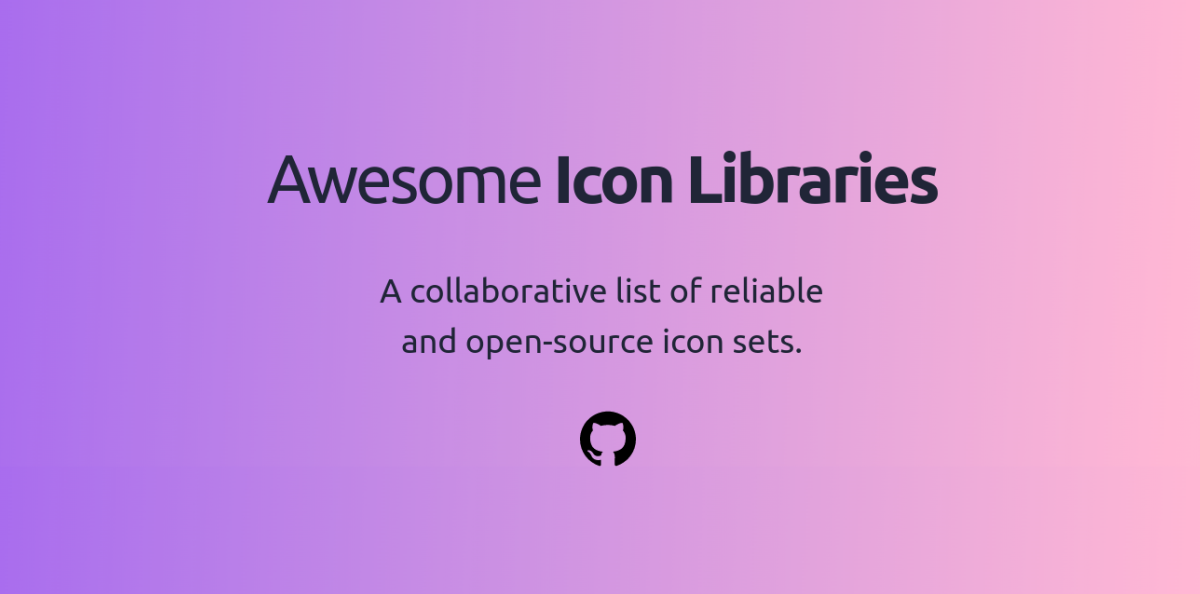 Awesome Icon Libraries
A collaborative list of reliable
and open-source icon sets.